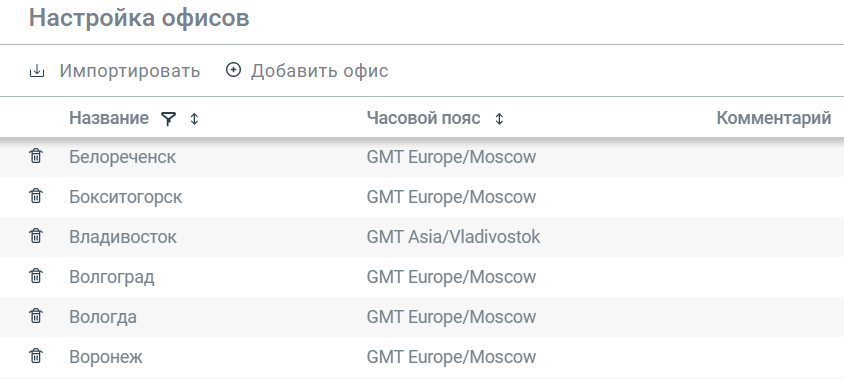 Настройка офисов
Импортировать Добавить офис
Название Часовой пояс Комментарий
Белореченск GMT Europe/Moscow
Бокситогорск GMT Europe/Moscow
Владивосток GMT Asia/Vladivostok
Волгоград GMT Europe/Moscow
Вологда GMT Europe/Moscow
Воронеж GMT Europe/Moscow